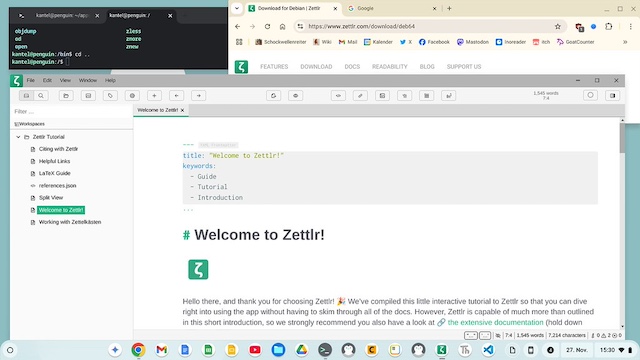 kantel@penguin: ~/app
kantel@penguin: /
objdump zless
od zmore
open znew
kantel@penguin:/bin$ cd ..
kantel@penguin:/$
Download for Debian | Zettlr
Google
https://www.zettlr.com/download/deb64
Schockwellenreiter
Wiki
Mail
Kalender
X
Facebook
Mastodon
Inoreader
itch
GoatCounter
FEATURES DOWNLOAD DOCS READABILITY BLOG SUPPORT US
File Edit View Window Help
1,545 words
7:4
Filter ...
Welcome to Zettlr!
Workspaces
Zettlr Tutorial
Citing with Zettlr
Helpful Links
LaTeX Guide
references.json
Split View
Welcome to Zettlr!
Working with Zettelkästen
---
title: "Welcome to Zettlr!"
keywords:
- Guide
- Tutorial
- Introduction
...
# Welcome to Zettlr!
Hello there, and thank you for choosing Zettlr! 🎉 We've compiled this little interactive tutorial to Zettlr so that you can dive
right into using the app without having to skim through all of the docs. However, Zettlr is capable of much more than outlined
in this short introduction, so we strongly recommend you also have a look at 🔗 the extensive documentation (hold down
7:4 1,545 words 7,214 characters 0 2 0
27. Nov. 15:30